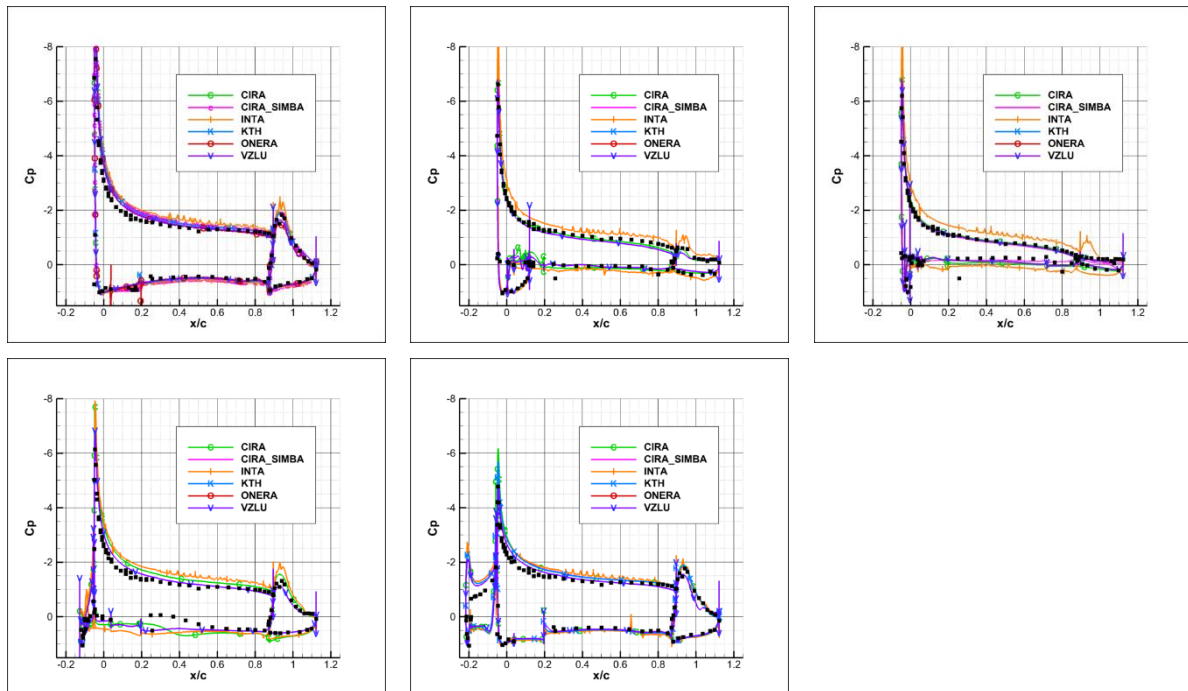 -8
-6
-4
-2
0
Cp
-0.2 0 0.2 0.4 0.6 0.8 1 1.2
x/c
CIRA
CIRA_SIMBA
INTA
KTH
ONERA
VZLU
-8
-6
-4
-2
0
Cp
-0.2 0 0.2 0.4 0.6 0.8 1 1.2
x/c
CIRA
CIRA_SIMBA
INTA
KTH
ONERA
VZLU
-8
-6
-4
-2
0
Cp
-0.2 0 0.2 0.4 0.6 0.8 1 1.2
x/c
CIRA
CIRA_SIMBA
INTA
KTH
ONERA
VZLU
-8
-6
-4
-2
0
Cp
-0.2 0 0.2 0.4 0.6 0.8 1 1.2
x/c
CIRA
CIRA_SIMBA
INTA
KTH
ONERA
VZLU
-8
-6
-4
-2
0
Cp
-0.2 0 0.2 0.4 0.6 0.8 1 1.2
x/c
CIRA
CIRA_SIMBA
INTA
KTH
ONERA
VZLU